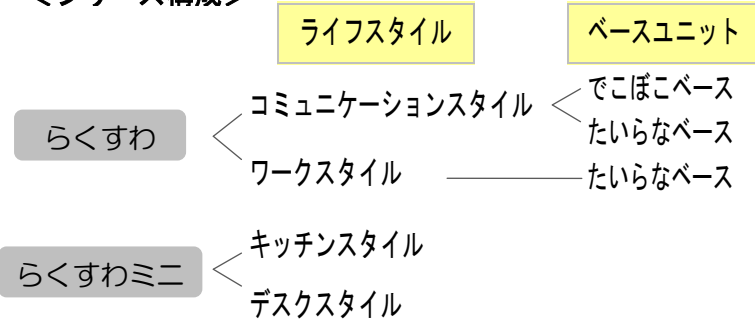 ライフスタイル ベースユニット
コミュニケーションスタイル でこぼこベース
らくすわ たいらなベース
ワークスタイル たいらなベース
キッチンスタイル
らくすわミニ
デスクスタイル